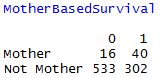 MotherBasedSurvival
0 1
Mother 16 40
Not Mother 533 302